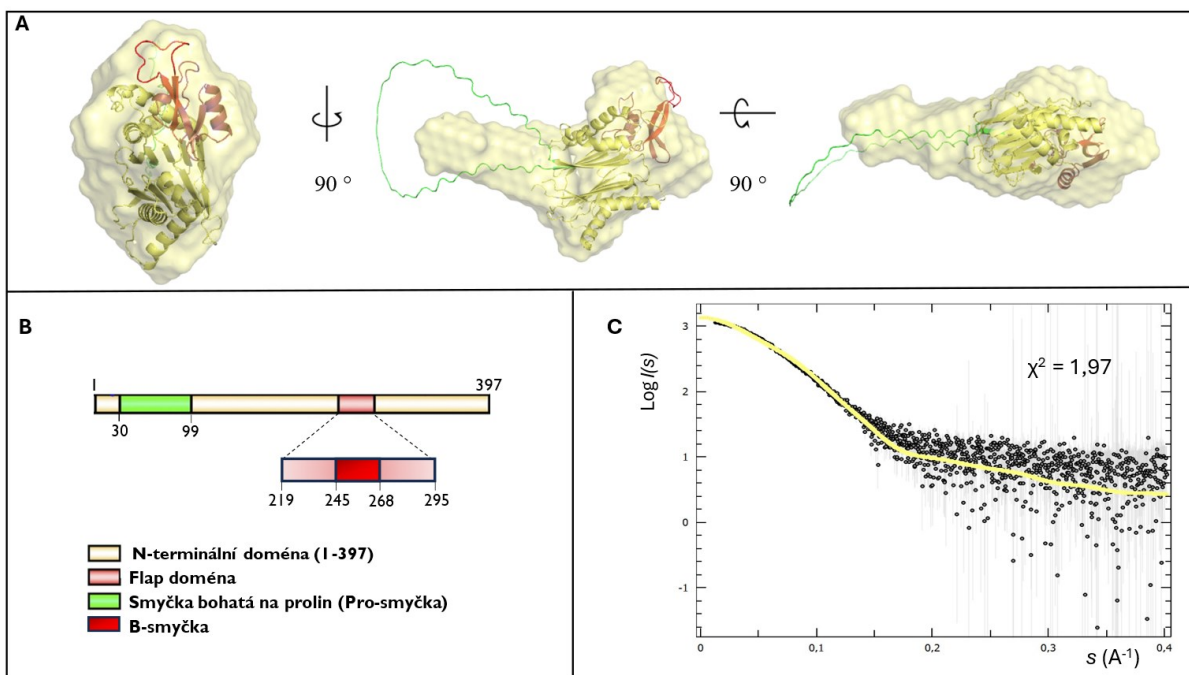 A
90 °
90 °
B
I
397
30
99
219
245
268
295
N-terminální doména (1-397)
Flap doména
Smyčka bohatá na prolin (Pro-smyčka)
B-smyčka
C
Log I(s)
χ² = 1,97
3
2
1
0
-1
0
0,1
0,2
0,3
0,4
s (A⁻¹)